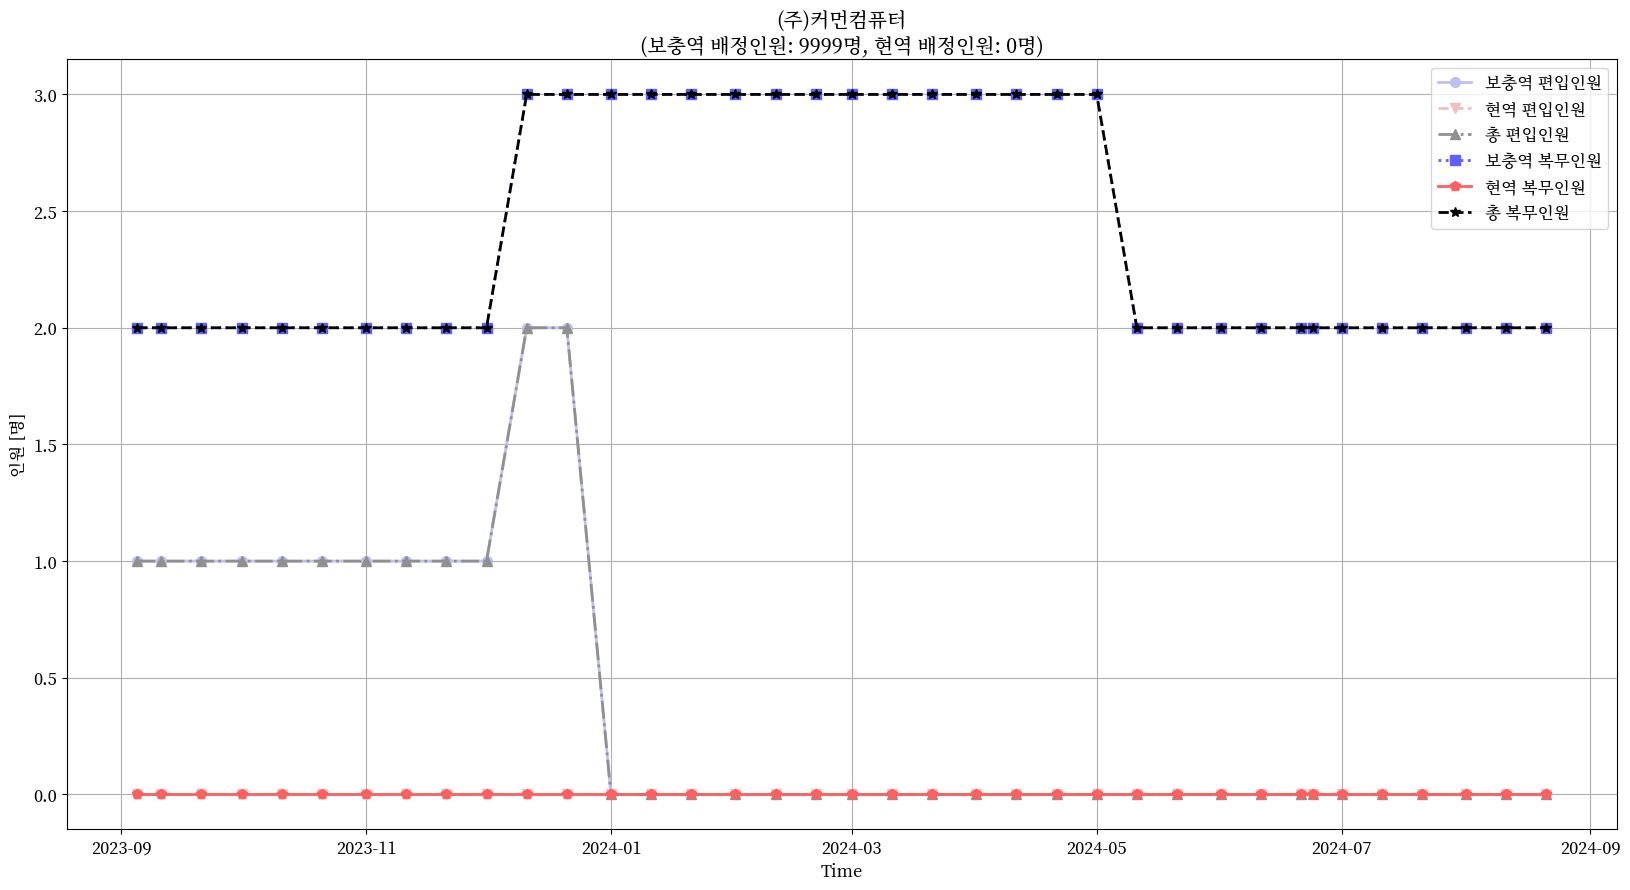 (주)커먼컴퓨터
(보충역 배정인원: 9999명, 현역 배정인원: 0명)
보충역 편입인원
현역 편입인원
총 편입인원
보충역 복무인원
현역 복무인원
총 복무인원
인원 [명]
3.0
2.5
2.0
1.5
1.0
0.5
0.0
2023-09 2023-11 2024-01 2024-03 2024-05 2024-07 2024-09
Time